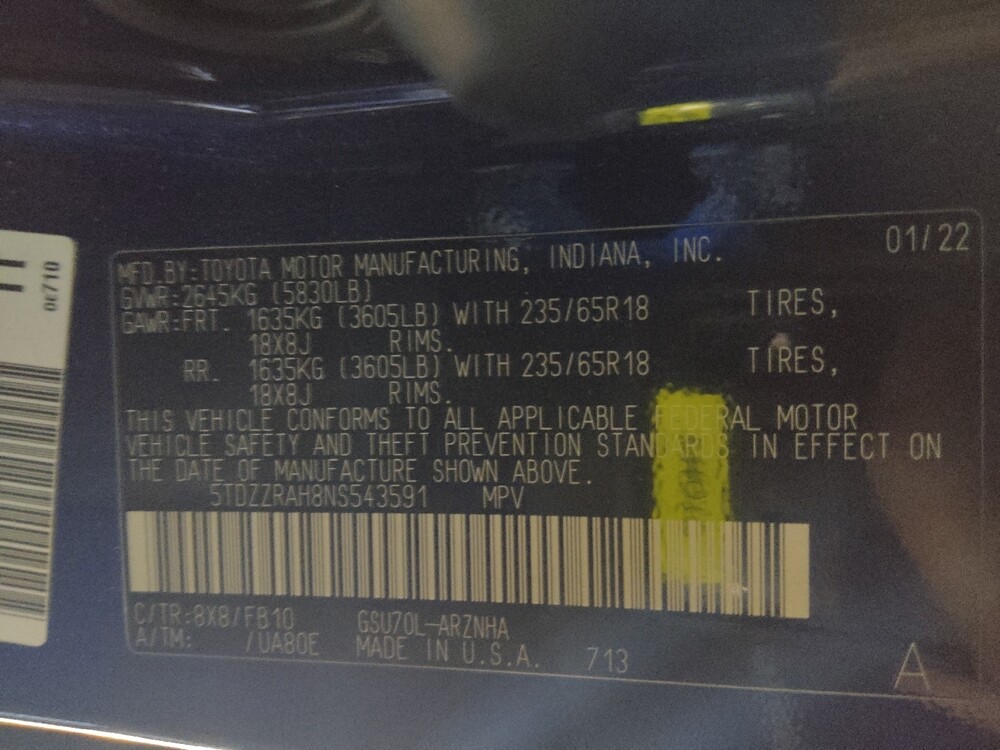 01/22
MFD.BY:TOYOTA MOTOR MANUFACTURING, INDIANA, INC.
GVWR:2645KG (5830LB)
GAWR:FRT. 1635KG (3605LB) WITH 235/65R18 TIRES,
18X8J RIMS.
RR. 1635KG (3605LB) WITH 235/65R18 TIRES,
18X8J RIMS.
THIS VEHICLE CONFORMS TO ALL APPLICABLE FEDERAL MOTOR
VEHICLE SAFETY AND THEFT PREVENTION STANDARDS IN EFFECT ON
THE DATE OF MANUFACTURE SHOWN ABOVE.
5TDZZRAH8NS543591 MPV
C/TR:8X8/FB10 GSU70L-ARZNHA
A/TM: /UA80E MADE IN U.S.A. 713
A
0E710